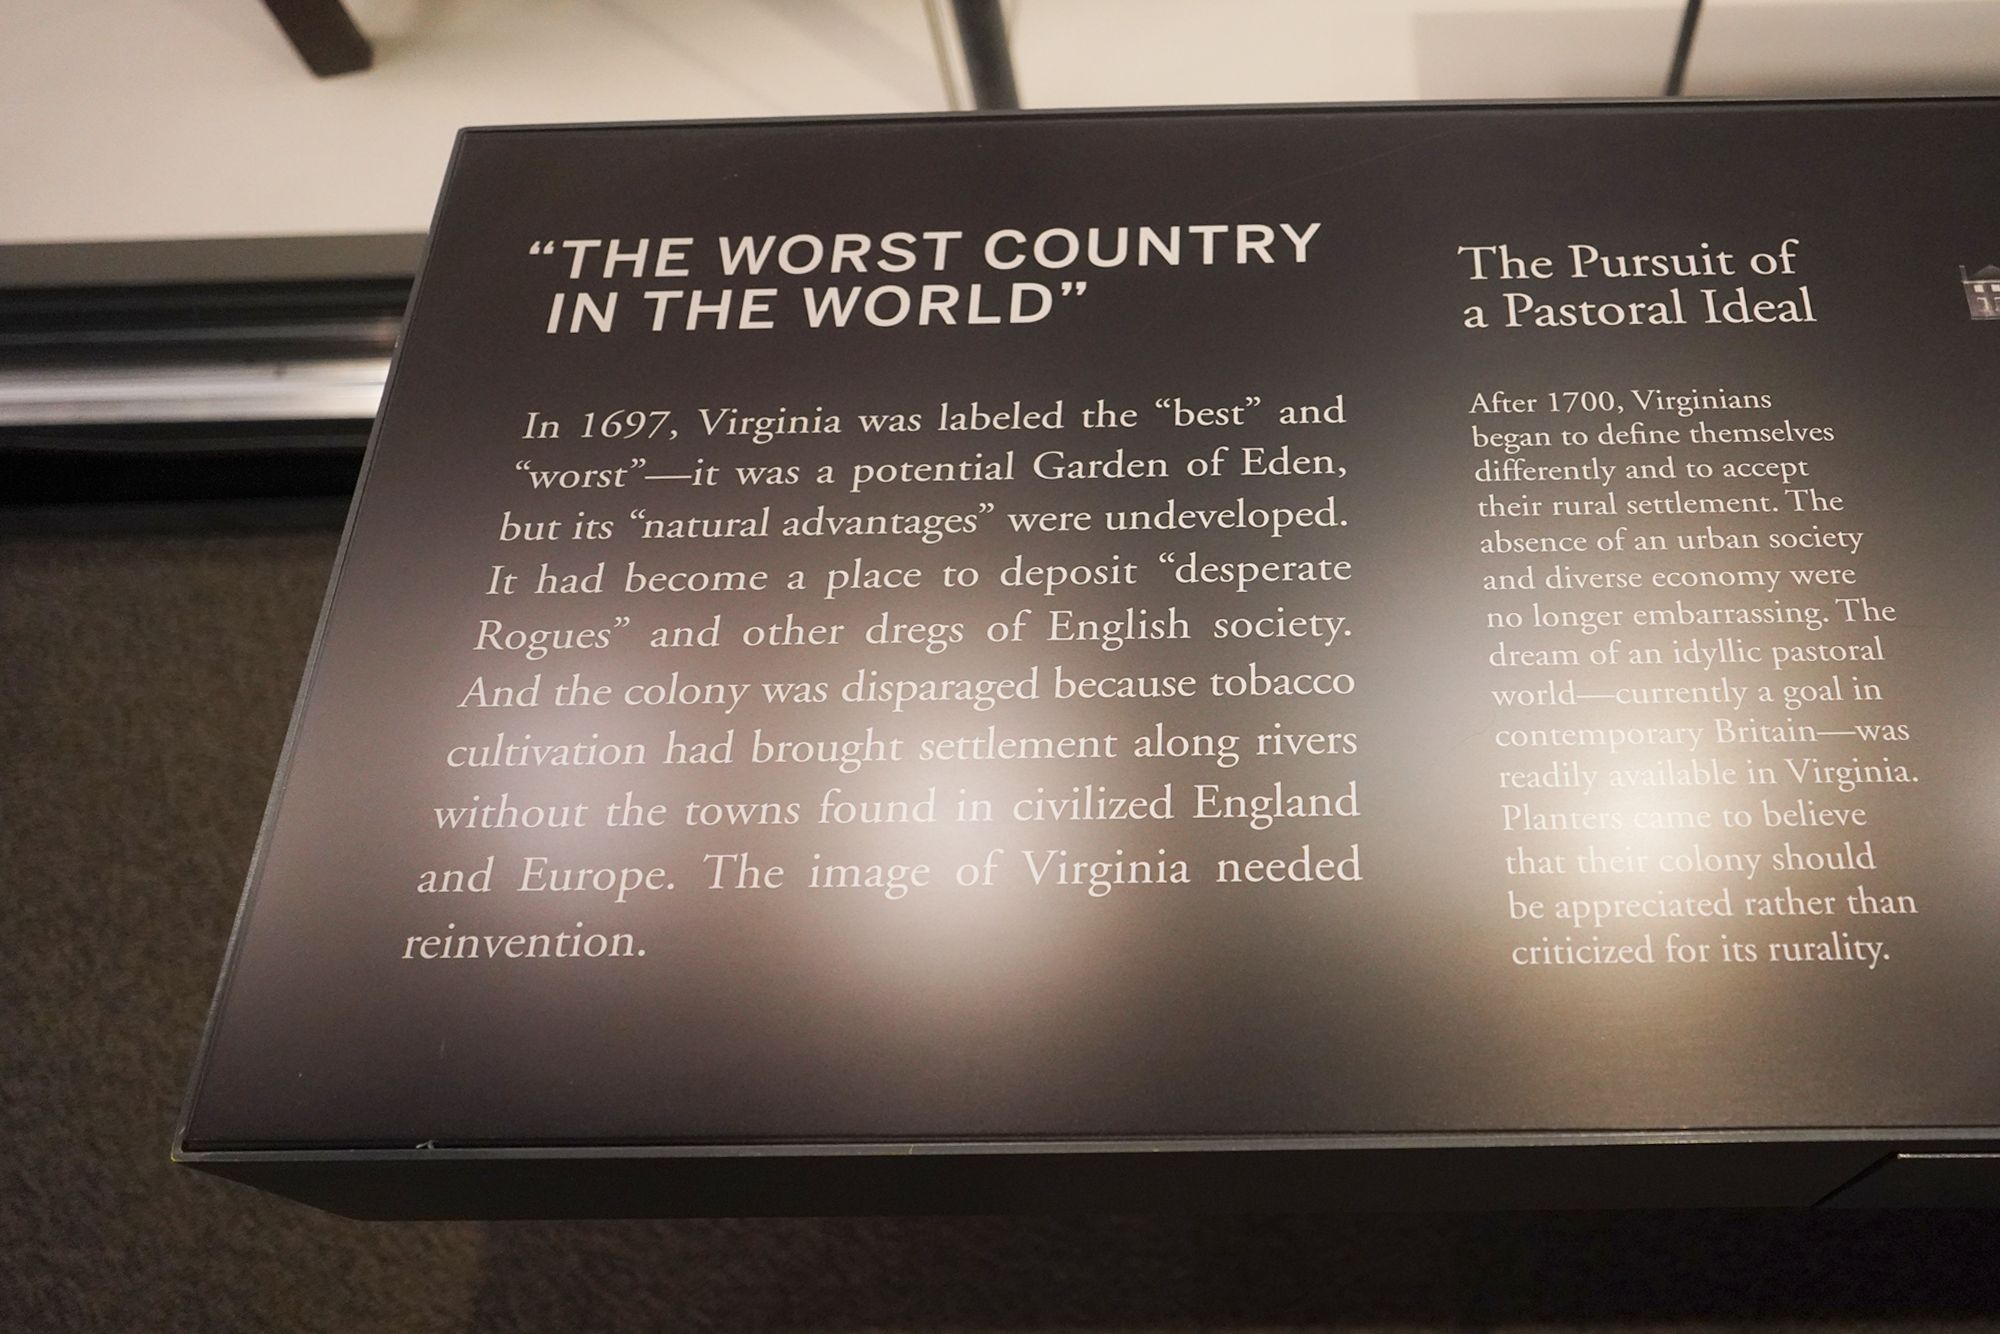 “THE WORST COUNTRY
IN THE WORLD”
In 1697, Virginia was labeled the “best” and
“worst”—it was a potential Garden of Eden,
but its “natural advantages” were undeveloped.
It had become a place to deposit “desperate
Rogues” and other dregs of English society.
And the colony was disparaged because tobacco
cultivation had brought settlement along rivers
without the towns found in civilized England
and Europe. The image of Virginia needed
reinvention.
The Pursuit of
a Pastoral Ideal
After 1700, Virginians
began to define themselves
differently and to accept
their rural settlement. The
absence of an urban society
and diverse economy were
no longer embarrassing. The
dream of an idyllic pastoral
world—currently a goal in
contemporary Britain—was
readily available in Virginia.
Planters came to believe
that their colony should
be appreciated rather than
criticized for its rurality.